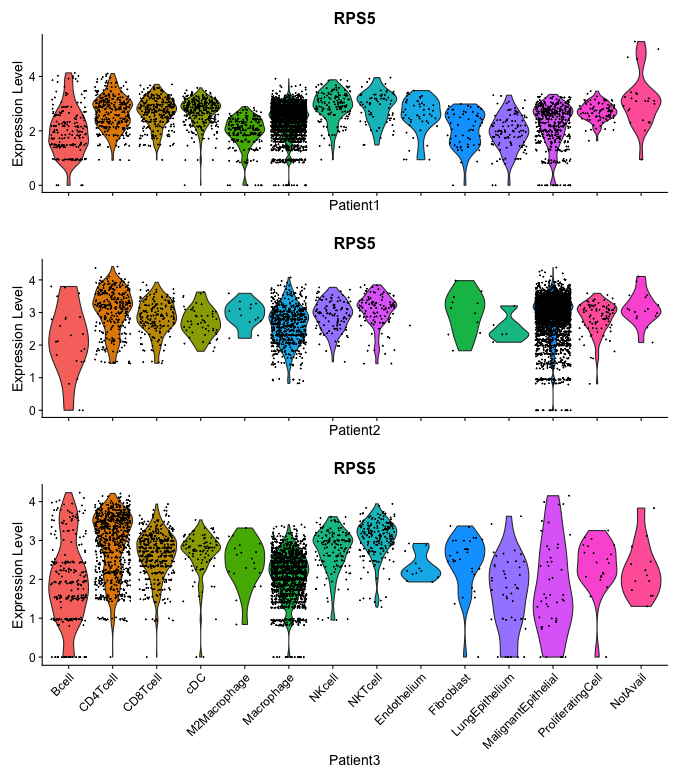 RPS5
Expression Level
4
2
0
Patient1
RPS5
Expression Level
4
3
2
1
0
Patient2
RPS5
Expression Level
4
3
2
1
0
Bcell
CD4Tcell
CD8Tcell
cDC
M2Macrophage
Macrophage
NKcell
NKTcell
Endothelium
Fibroblast
LungEpithelium
MalignantEpithelial
ProliferatingCell
NotAvail
Patient3